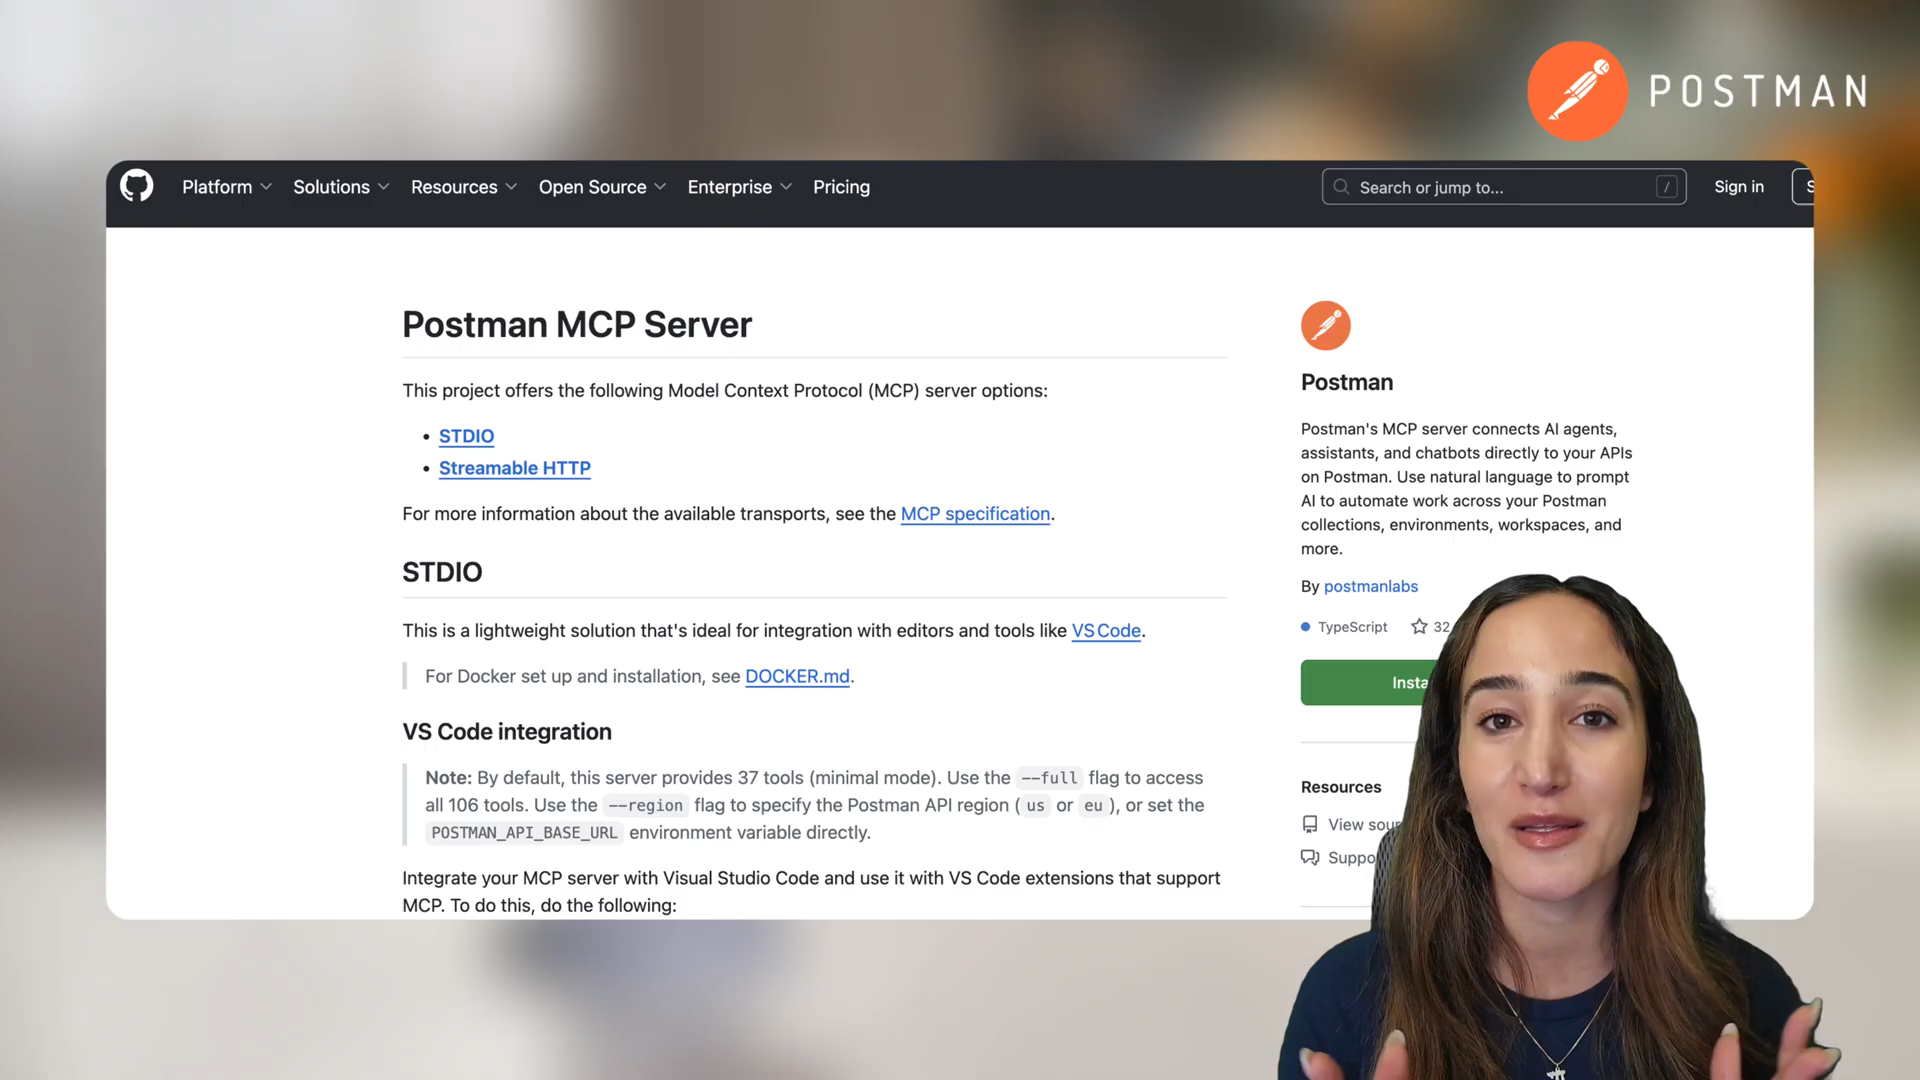 POSTMAN
Platform
Solutions
Resources
Open Source
Enterprise
Pricing
Search or jump to...
/
Sign in
S
Postman MCP Server
This project offers the following Model Context Protocol (MCP) server options:
• STDIO
• Streamable HTTP
For more information about the available transports, see the MCP specification.
STDIO
This is a lightweight solution that's ideal for integration with editors and tools like VS Code.
For Docker set up and installation, see DOCKER.md.
VS Code integration
Note: By default, this server provides 37 tools (minimal mode). Use the --full flag to access
all 106 tools. Use the --region flag to specify the Postman API region ( us or eu ), or set the
POSTMAN_API_BASE_URL environment variable directly.
Integrate your MCP server with Visual Studio Code and use it with VS Code extensions that support
MCP. To do this, do the following:
Postman
Postman's MCP server connects AI agents,
assistants, and chatbots directly to your APIs
on Postman. Use natural language to prompt
AI to automate work across your Postman
collections, environments, workspaces, and
more.
By postmanlabs
TypeScript
32
Insta
Resources
View sour
Suppo